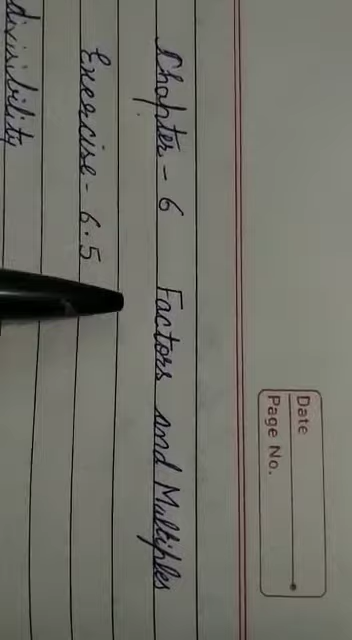 Date
Page No.
Chapter - 6 Factors and Multiples
Exercise - 6.5
divisibility